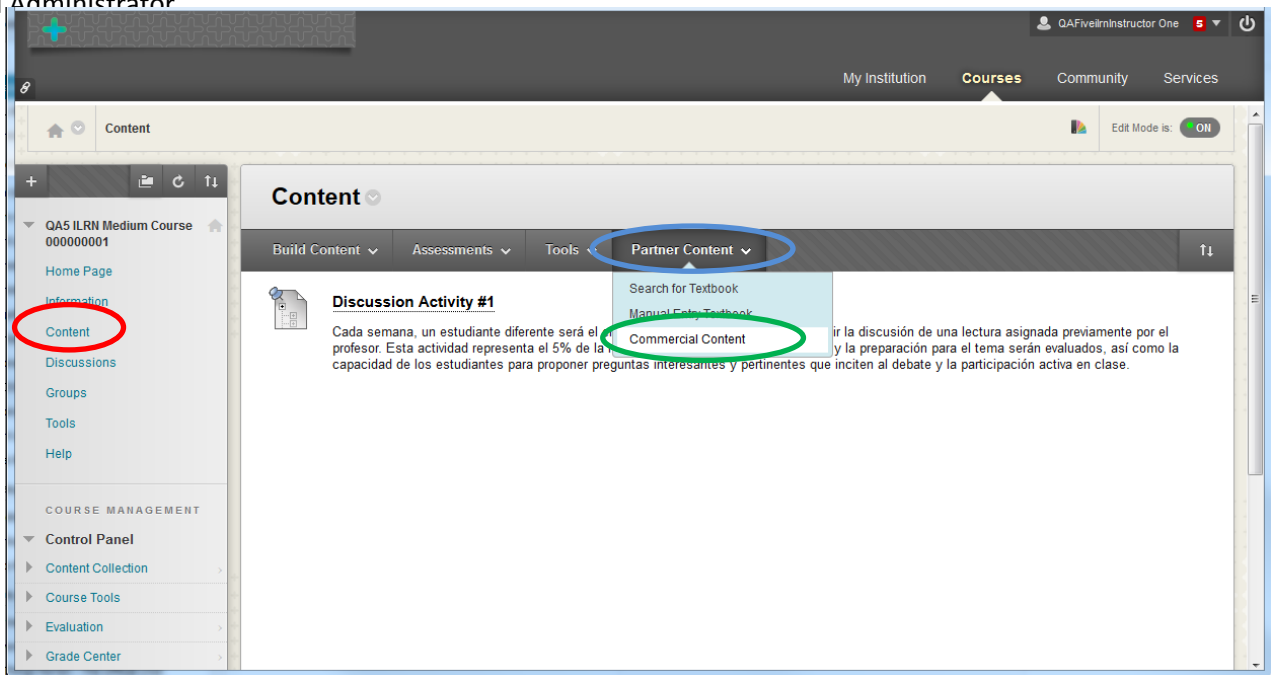 Administrator
QAFiveilrnInstructor One 5
My Institution Courses Community Services
Content
Edit Mode is: ON
Content
QA5 ILRN Medium Course
000000001
Home Page
Information
Content
Discussions
Groups
Tools
Help
COURSE MANAGEMENT
Control Panel
Content Collection
Course Tools
Evaluation
Grade Center
Build Content Assessments Tools Partner Content
Search for Textbook
Manual Entry Textbook
Commercial Content
Discussion Activity #1
Cada semana, un estudiante diferente será el ir la discusión de una lectura asignada previamente por el
profesor. Esta actividad representa el 5% de la y la preparación para el tema serán evaluados, así como la
capacidad de los estudiantes para proponer preguntas interesantes y pertinentes que inciten al debate y la participación activa en clase.